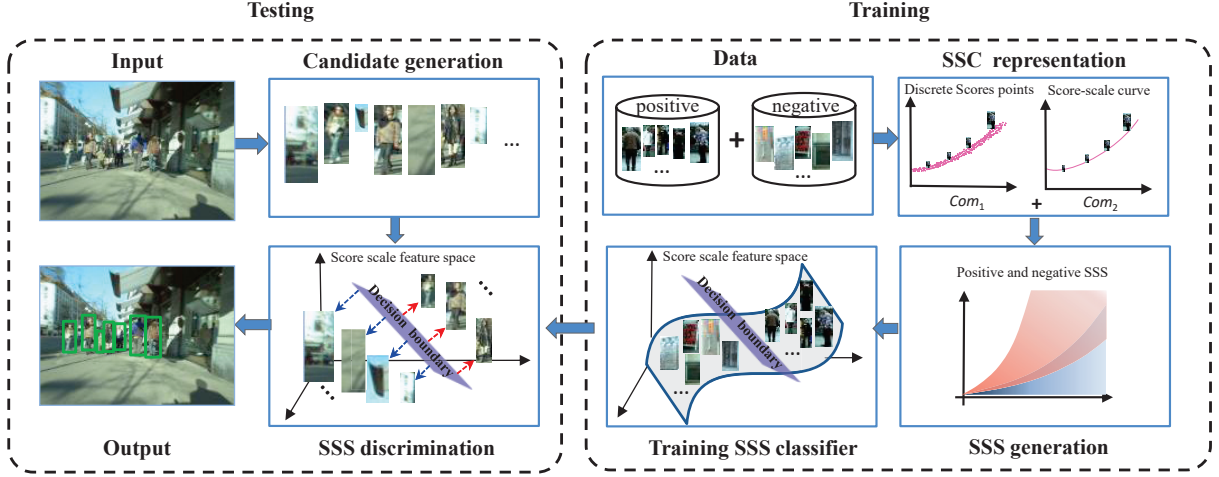 Testing
Training
Input
Candidate generation
...
Data
positive
...
+
negative
...
SSC representation
Discrete Scores points
Score-scale curve
Com1
+
Com2
Score scale feature space
Decision boundary
...
...
Output
SSS discrimination
Score scale feature space
Decision boundary
...
...
Training SSS classifier
Positive and negative SSS
SSS generation